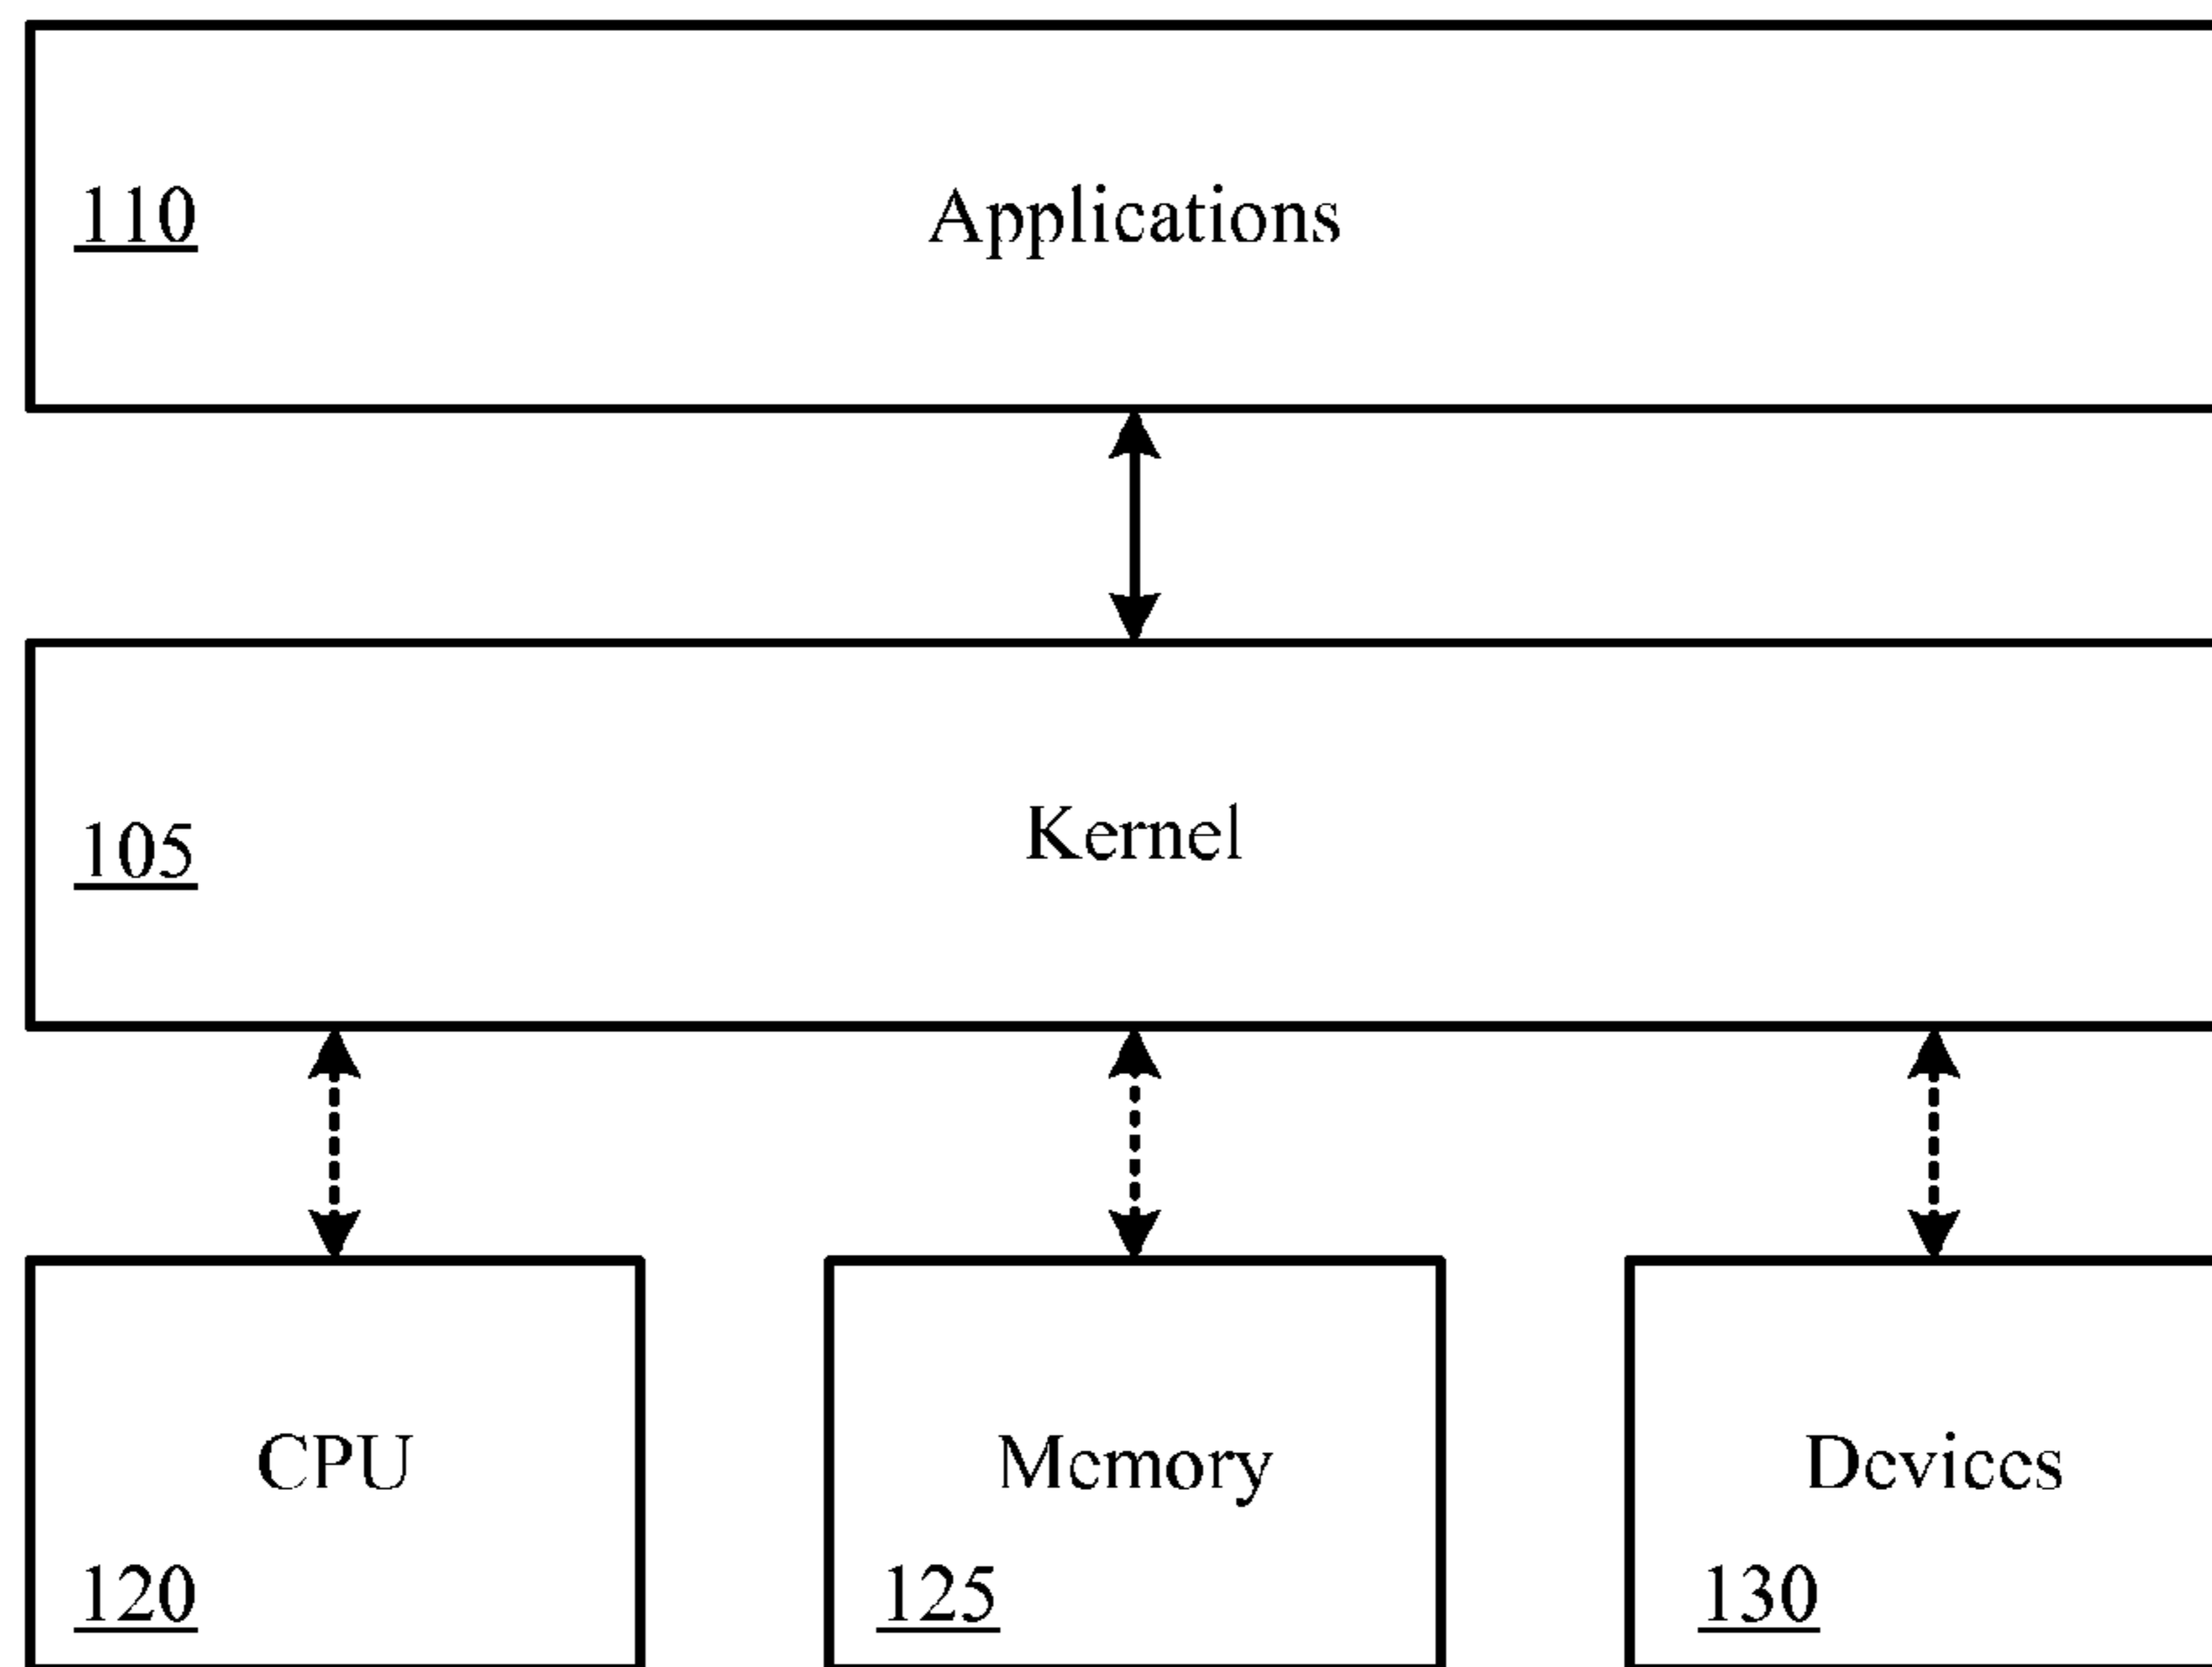 Applications
110
Kernel
105
CPU
Memory
Devices
120
125
130